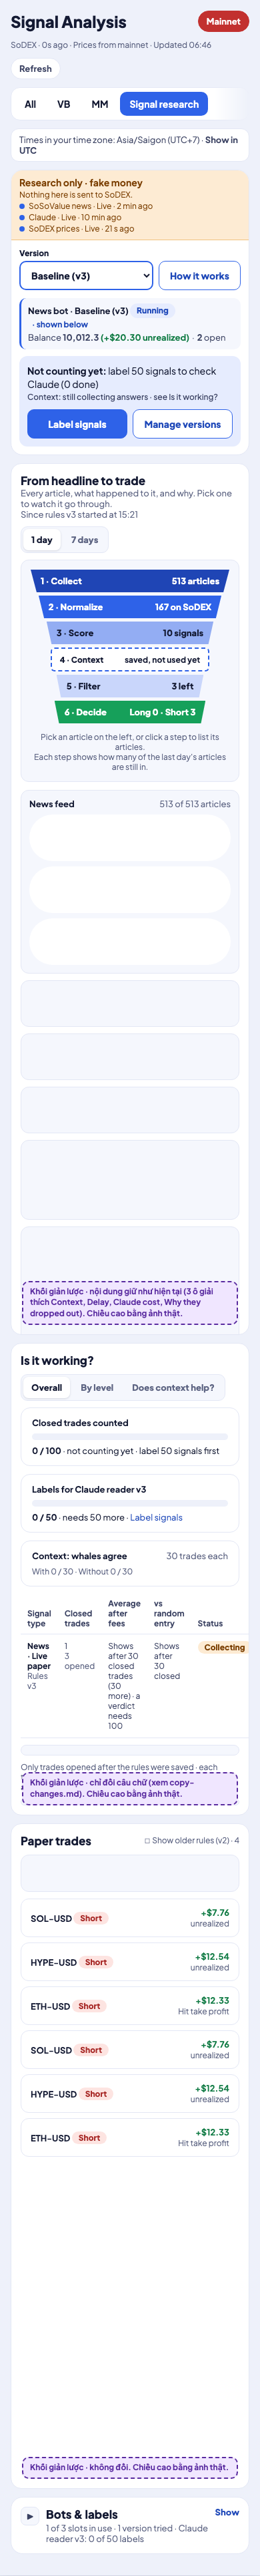 Signal Analysis
Mainnet
SoDEX · 0s ago · Prices from mainnet · Updated 06:46
Refresh
All
VB
MM
Signal research
Times in your time zone: Asia/Saigon (UTC+7) · Show in
UTC
Research only · fake money
Nothing here is sent to SoDEX.
SoSoValue news · Live · 2 min ago
Claude · Live · 10 min ago
SoDEX prices · Live · 21 s ago
Version
Baseline (v3)
How it works
News bot · Baseline (v3) Running
· shown below
Balance 10,012.3 (+$20.30 unrealized) · 2 open
Not counting yet: label 50 signals to check
Claude (0 done)
Context: still collecting answers · see Is it working?
Label signals
Manage versions
From headline to trade
Every article, what happened to it, and why. Pick one
to watch it go through.
Since rules v3 started at 15:21
1 day
7 days
1 · Collect 513 articles
2 · Normalize 167 on SoDEX
3 · Score 10 signals
4 · Context saved, not used yet
5 · Filter 3 left
6 · Decide Long 0 · Short 3
Pick an article on the left, or click a step to list its
articles.
Each step shows how many of the last day's articles
are still in.
News feed 513 of 513 articles
Khối giản lược · nội dung giữ như hiện tại (3 ô giải
thích Context, Delay, Claude cost, Why they
dropped out). Chiều cao bằng ảnh thật.
Is it working?
Overall
By level
Does context help?
Closed trades counted
0 / 100 · not counting yet · label 50 signals first
Labels for Claude reader v3
0 / 50 · needs 50 more · Label signals
Context: whales agree 30 trades each
With 0 / 30 · Without 0 / 30
Signal
type
Closed
trades
Average
after
fees
vs
random
entry
Status
News
· Live
paper
Rules
v3
1
3
opened
Shows
after 30
closed
trades
(30
more) · a
verdict
needs
100
Shows
after
30
closed
Collecting
Only trades opened after the rules were saved · each
Khối giản lược · chỉ đổi câu chữ (xem copy-
changes.md). Chiều cao bằng ảnh thật.
Paper trades
Show older rules (v2) · 4
SOL-USD Short +$7.76
unrealized
HYPE-USD Short +$12.54
unrealized
ETH-USD Short +$12.33
Hit take profit
SOL-USD Short +$7.76
unrealized
HYPE-USD Short +$12.54
unrealized
ETH-USD Short +$12.33
Hit take profit
Khối giản lược · không đổi. Chiều cao bằng ảnh thật.
Bots & labels
Show
1 of 3 slots in use · 1 version tried · Claude
reader v3: 0 of 50 labels